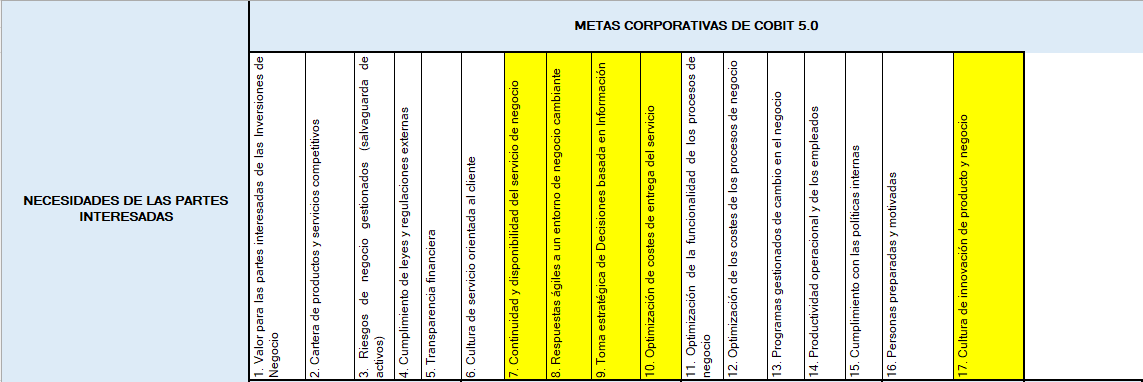 METAS CORPORATIVAS DE COBIT 5.0
NECESIDADES DE LAS PARTES
INTERESADAS
1. Valor para las partes interesadas de las Inversiones de
Negocio
2. Cartera de productos y servicios competitivos
3. Riesgos de negocio gestionados (salvaguarda de
activos)
4. Cumplimiento de leyes y regulaciones externas
5. Transparencia financiera
6. Cultura de servicio orientada al cliente
7. Continuidad y disponibilidad del servicio de negocio
8. Respuestas ágiles a un entorno de negocio cambiante
9. Toma estratégica de Decisiones basada en Información
10. Optimización de costes de entrega del servicio
11. Optimización de la funcionalidad de los procesos de
negocio
12. Optimización de los costes de los procesos de negocio
13. Programas gestionados de cambio en el negocio
14. Productividad operacional y de los empleados
15. Cumplimiento con las políticas internas
16. Personas preparadas y motivadas
17. Cultura de innovación de producto y negocio